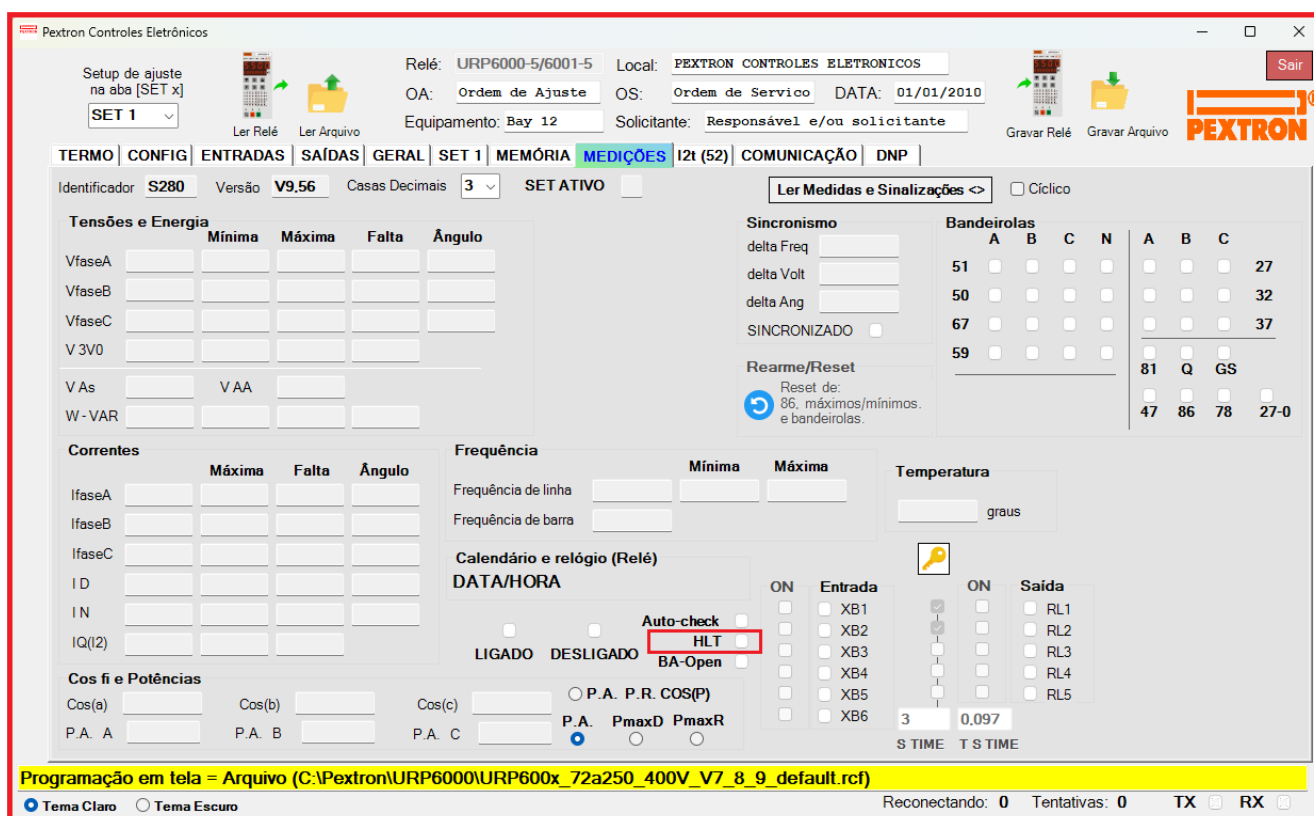 Pextron Controles Eletrônicos
Setup de ajuste
na aba [SET x]
SET 1
Ler Relé
Ler Arquivo
Relé: URP6000-5/6001-5 Local: PEXTRON CONTROLES ELETRONICOS
OA: Ordem de Ajuste OS: Ordem de Servico DATA: 01/01/2010
Equipamento: Bay 12 Solicitante: Responsável e/ou solicitante
Gravar Relé
Gravar Arquivo
Sair
PEXTRON
TERMO CONFIG ENTRADAS SAÍDAS GERAL SET 1 MEMÓRIA MEDIÇÕES I2t (52) COMUNICAÇÃO DNP
Identificador S280 Versão V9.56 Casas Decimais 3 SET ATIVO Ler Medidas e Sinalizações <> Cíclico
Tensões e Energia
Mínima Máxima Falta Ângulo
VfaseA
VfaseB
VfaseC
V 3V0
V As V AA
W - VAR
Sincronismo
delta Freq
delta Volt
delta Ang
SINCRONIZADO
Rearme/Reset
Reset de:
86, máximos/mínimos.
e bandeirolas.
Bandeirolas
A B C N A B C
51 27
50 32
67 37
59
81 Q GS
47 86 78 27-0
Correntes
Máxima Falta Ângulo
IfaseA
IfaseB
IfaseC
I D
I N
IQ(I2)
Frequência
Mínima Máxima
Frequência de linha
Frequência de barra
Temperatura
graus
Calendário e relógio (Relé)
DATA/HORA
LIGADO DESLIGADO
Auto-check
HLT
BA-Open
ON Entrada
XB1
XB2
XB3
XB4
XB5
XB6
ON Saída
RL1
RL2
RL3
RL4
RL5
3 0,097
S TIME T S TIME
Cos fi e Potências
Cos(a) Cos(b) Cos(c)
P.A. A P.A. B P.A. C
P.A. P.R. COS(P)
P.A. PmaxD PmaxR
Programação em tela = Arquivo (C:\Pextron\URP6000\URP600x_72a250_400V_V7_8_9_default.rcf)
Tema Claro Tema Escuro Reconectando: 0 Tentativas: 0 TX RX